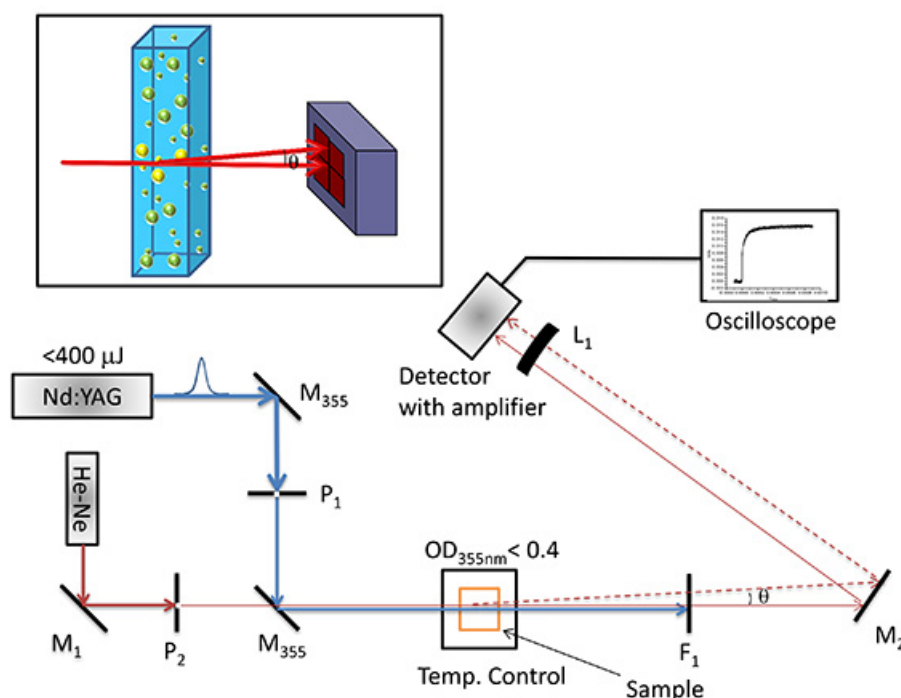 θ
<400 μJ
Nd:YAG
M355
He-Ne
P1
M1
P2
M355
OD355nm< 0.4
Temp. Control
Sample
F1
θ
M2
L1
Detector
with amplifier
Oscilloscope